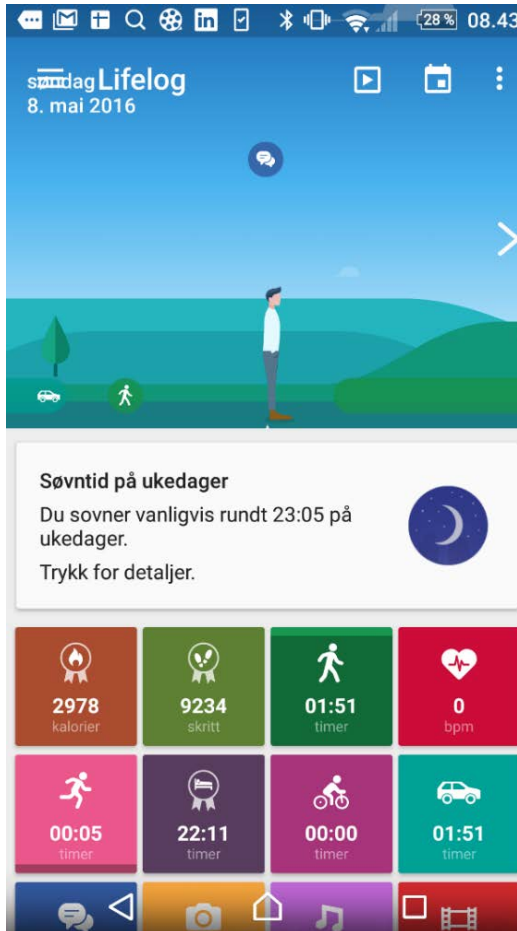 28 % 08.43
søndag Lifelog
8. mai 2016
Søvntid på ukedager
Du sovner vanligvis rundt 23:05 på
ukedager.
Trykk for detaljer.
2978 9234 01:51 0
kalorier skritt timer bpm
00:05 22:11 00:00 01:51
timer timer timer timer